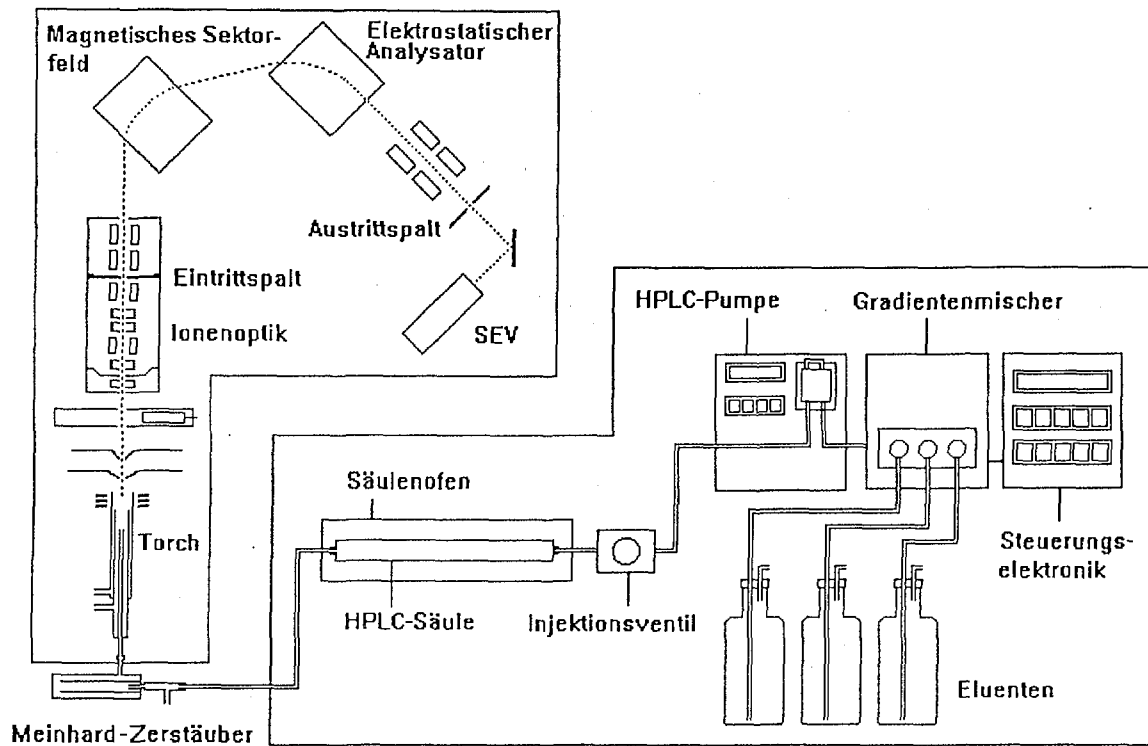 Magnetisches Sektor-
feld
Elektrostatischer
Analysator
Austrittspalt
Eintrittspalt
Ionenoptik
SEV
HPLC-Pumpe
Gradientenmischer
Säulenofen
Torch
Steuerungs-
elektronik
HPLC-Säule
Injektionsventil
Eluenten
Meinhard-Zerstäuber